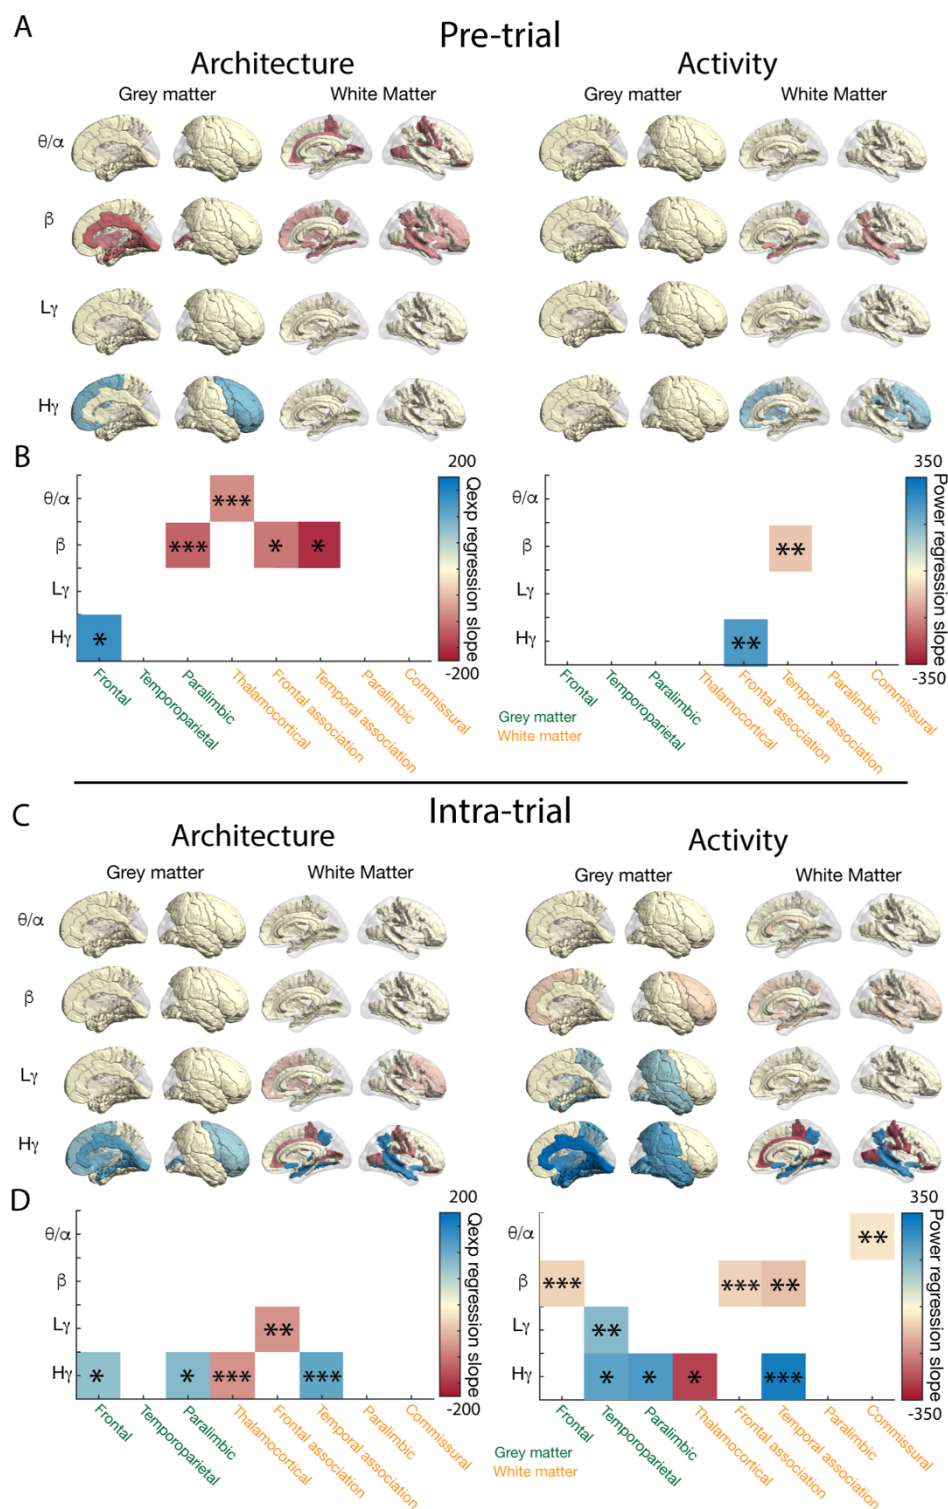 A
Pre-trial
Architecture
Activity
Grey matter
White Matter
Grey matter
White Matter
θ/α
β
Lγ
Hγ
B
200
350
θ/α
β
Lγ
Hγ
***
***
*
*
*
Qexp regression slope
-200
θ/α
β
Lγ
Hγ
**
**
Power regression slope
-350
Frontal
Temporoparietal
Paralimbic
Thalamocortical
Frontal association
Temporal association
Paralimbic
Commissural
Grey matter
White matter
Frontal
Temporoparietal
Paralimbic
Thalamocortical
Frontal association
Temporal association
Paralimbic
Commissural
C
Intra-trial
Architecture
Activity
Grey matter
White Matter
Grey matter
White Matter
θ/α
β
Lγ
Hγ
D
200
350
θ/α
β
Lγ
Hγ
**
*
*
***
***
Qexp regression slope
-200
θ/α
β
Lγ
Hγ
**
***
***
**
**
*
*
*
***
Power regression slope
-350
Frontal
Temporoparietal
Paralimbic
Thalamocortical
Frontal association
Temporal association
Paralimbic
Commissural
Grey matter
White matter
Frontal
Temporoparietal
Paralimbic
Thalamocortical
Frontal association
Temporal association
Paralimbic
Commissural